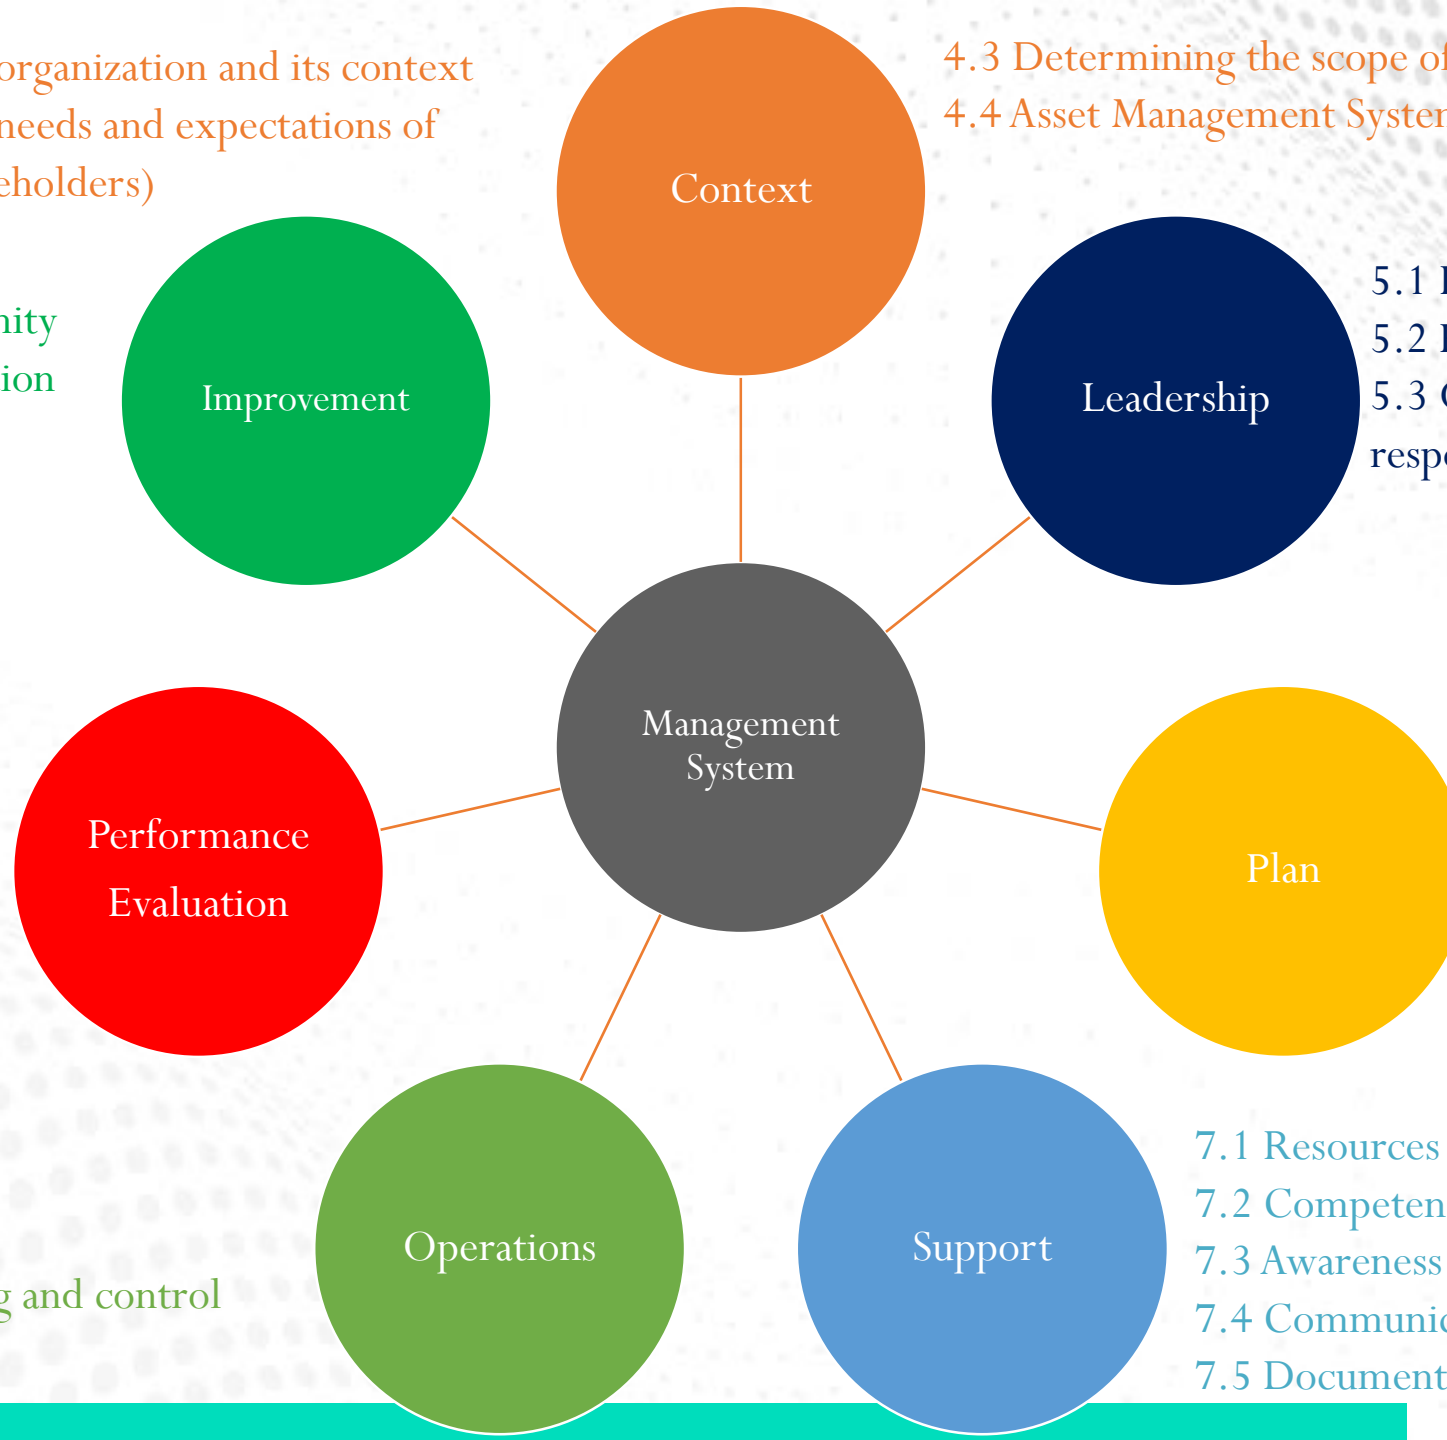 organization and its context
needs and expectations of
eholders)
4.3 Determining the scope of
4.4 Asset Management System
Context
nity
ion
Improvement
Leadership
5.1
5.2
5.3
respo
Management
System
Performance
Evaluation
Plan
Operations
Support
g and control
7.1 Resources
7.2 Competen
7.3 Awareness
7.4 Communic
7.5 Document